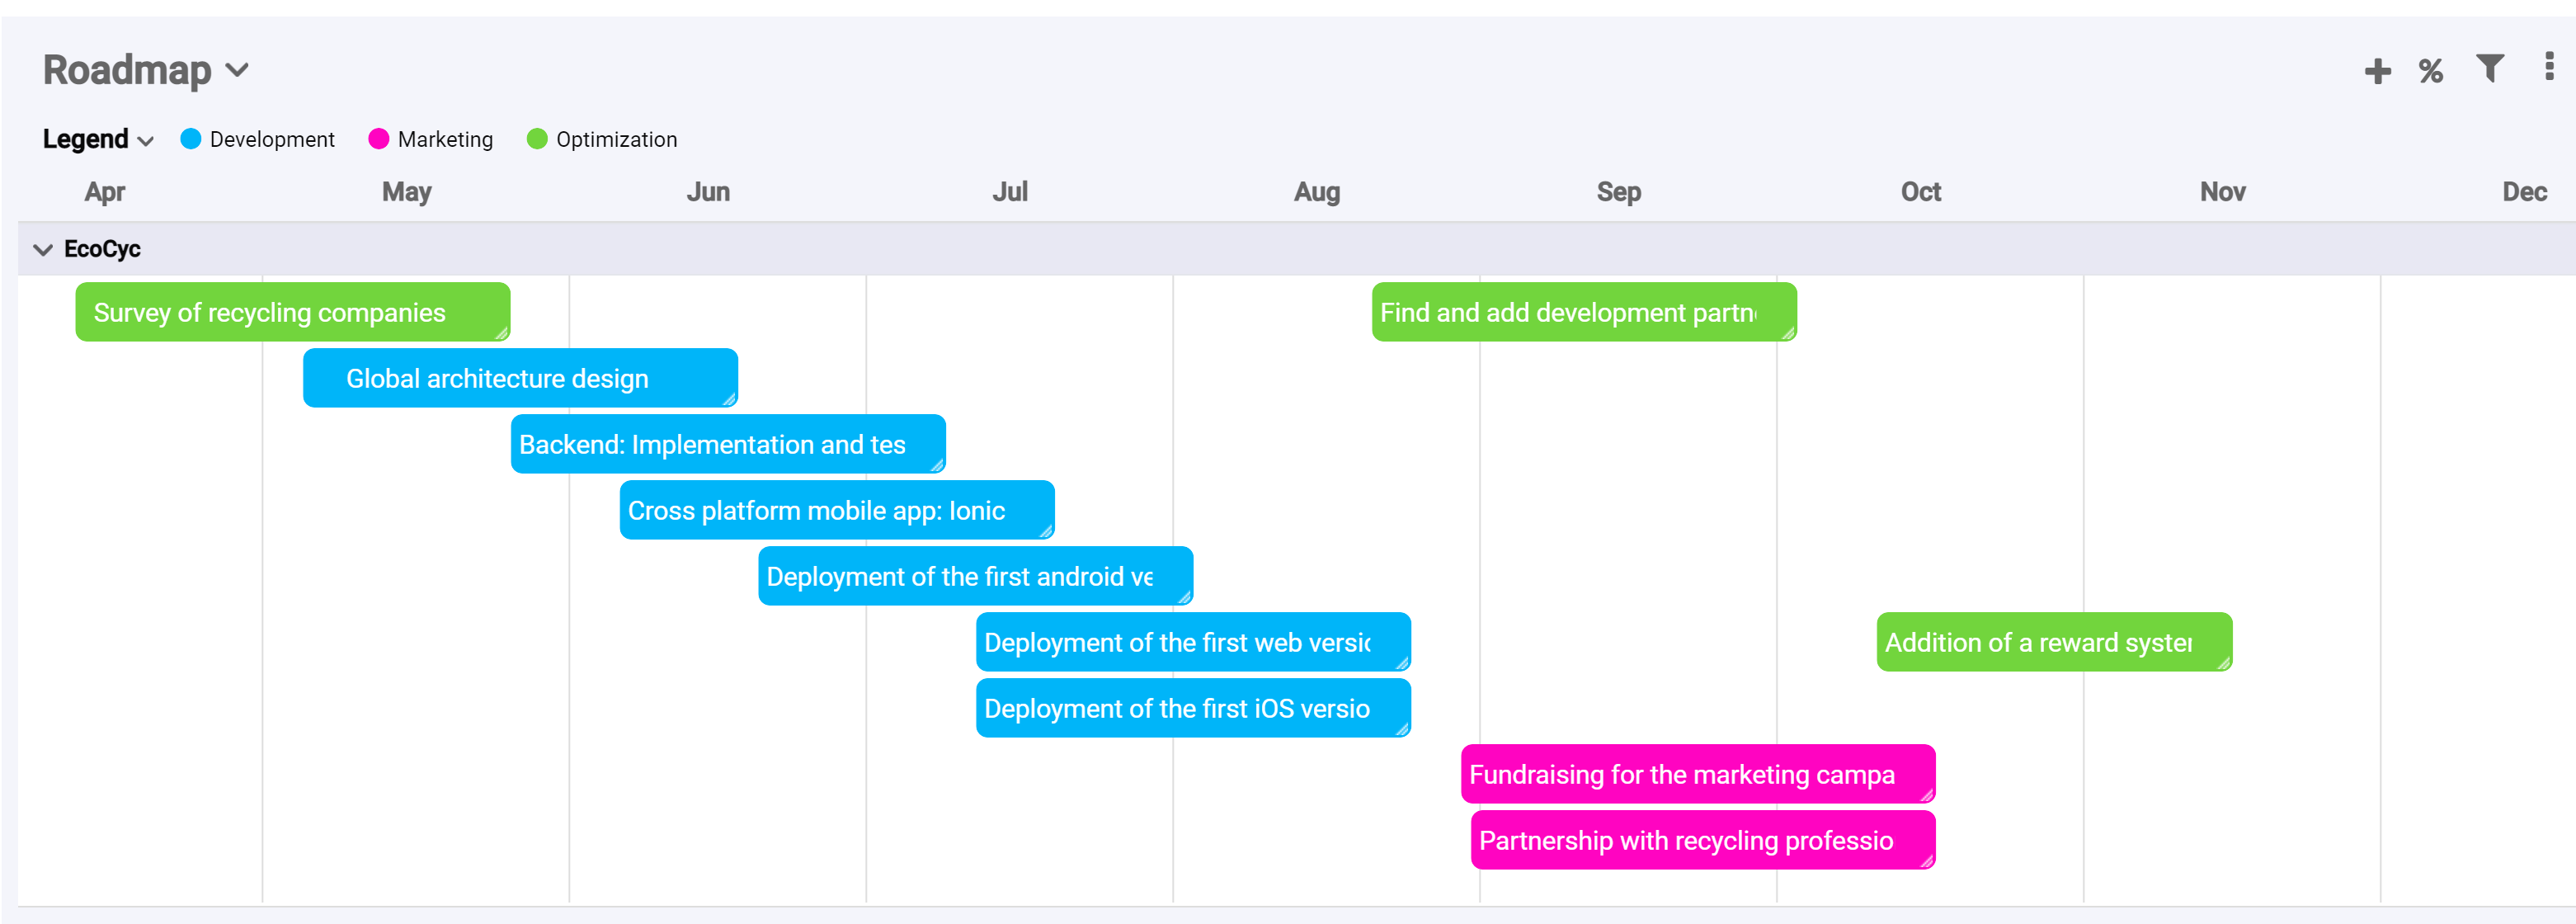 Roadmap
+ %
Legend Development Marketing Optimization
Apr May Jun Jul Aug Sep Oct Nov Dec
EcoCyc
Survey of recycling companies Find and add development partn
Global architecture design
Backend: Implementation and tes
Cross platform mobile app: Ionic
Deployment of the first android ve
Deployment of the first web versio Addition of a reward system
Deployment of the first iOS versio
Fundraising for the marketing campa
Partnership with recycling professio